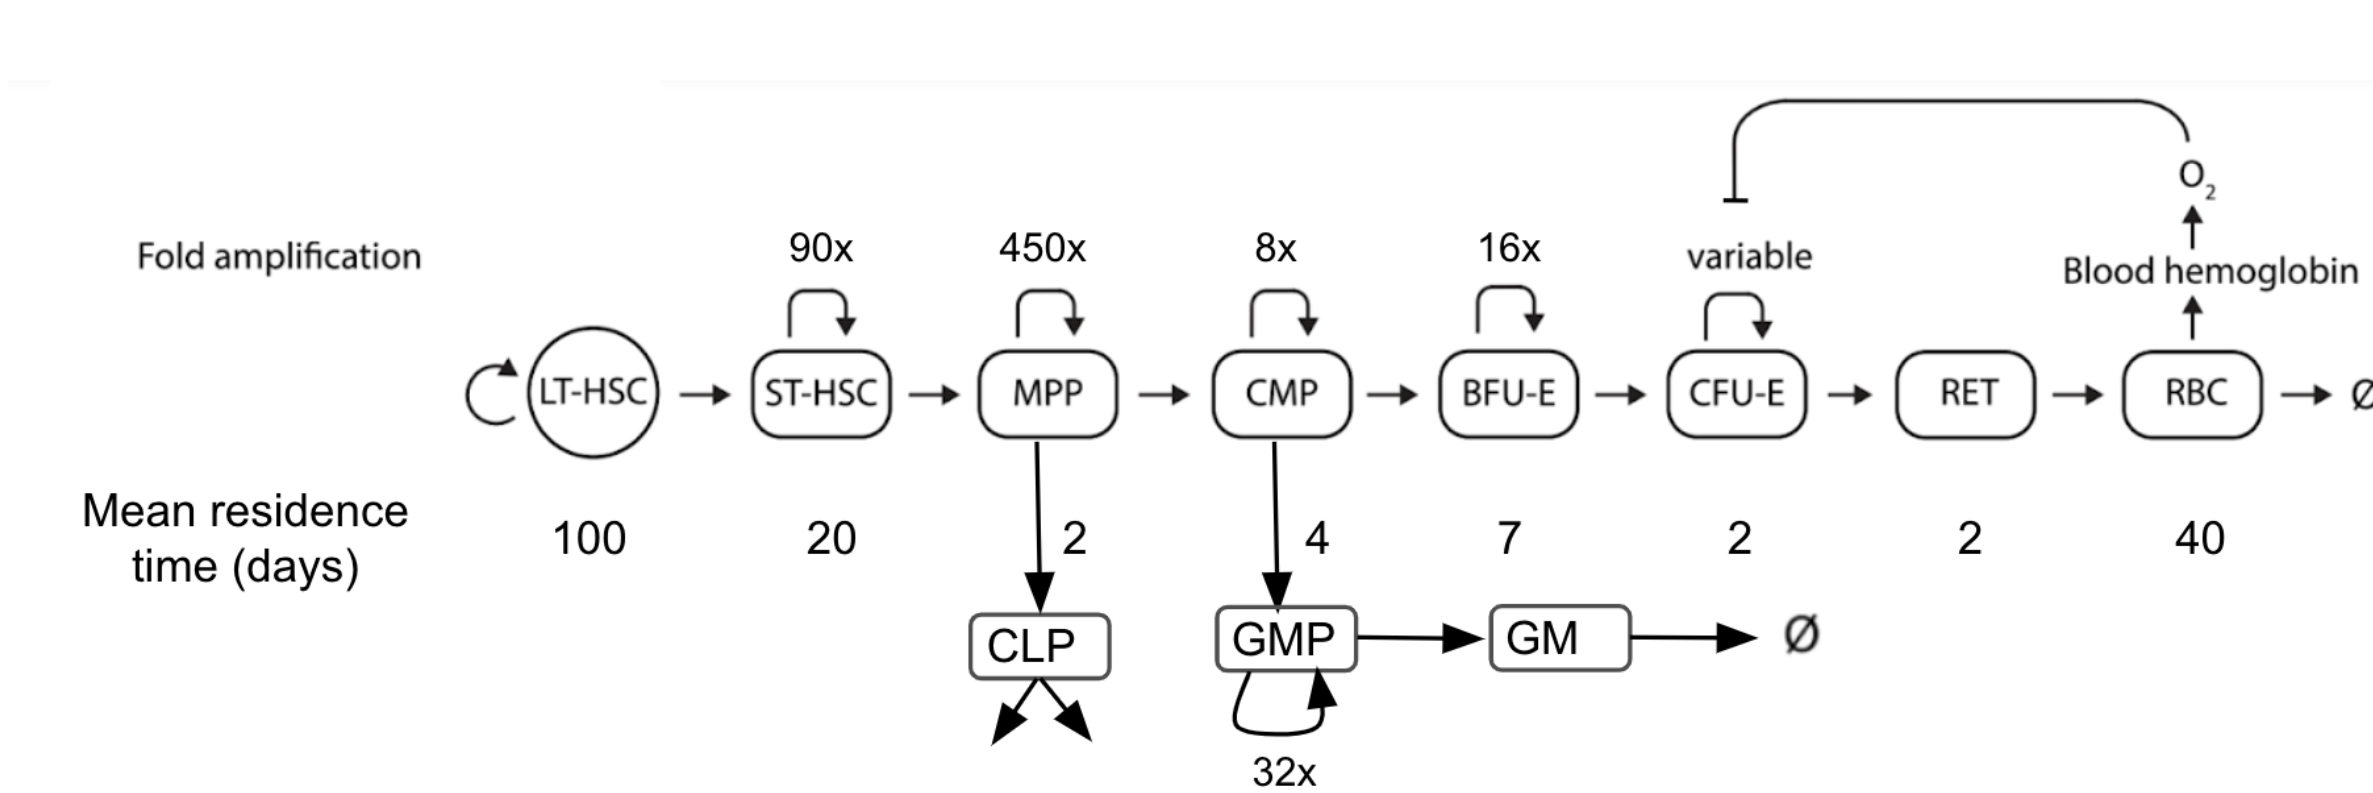 O2
90x 450x 8x 16x
Fold amplification variable Blood hemoglobin
LT-HSC ST-HSC MPP CMP BFU-E CFU-E RET RBC Ø
Mean residence
time (days)
100 20 2 4 7 2 2 40
CLP GMP GM Ø
32x